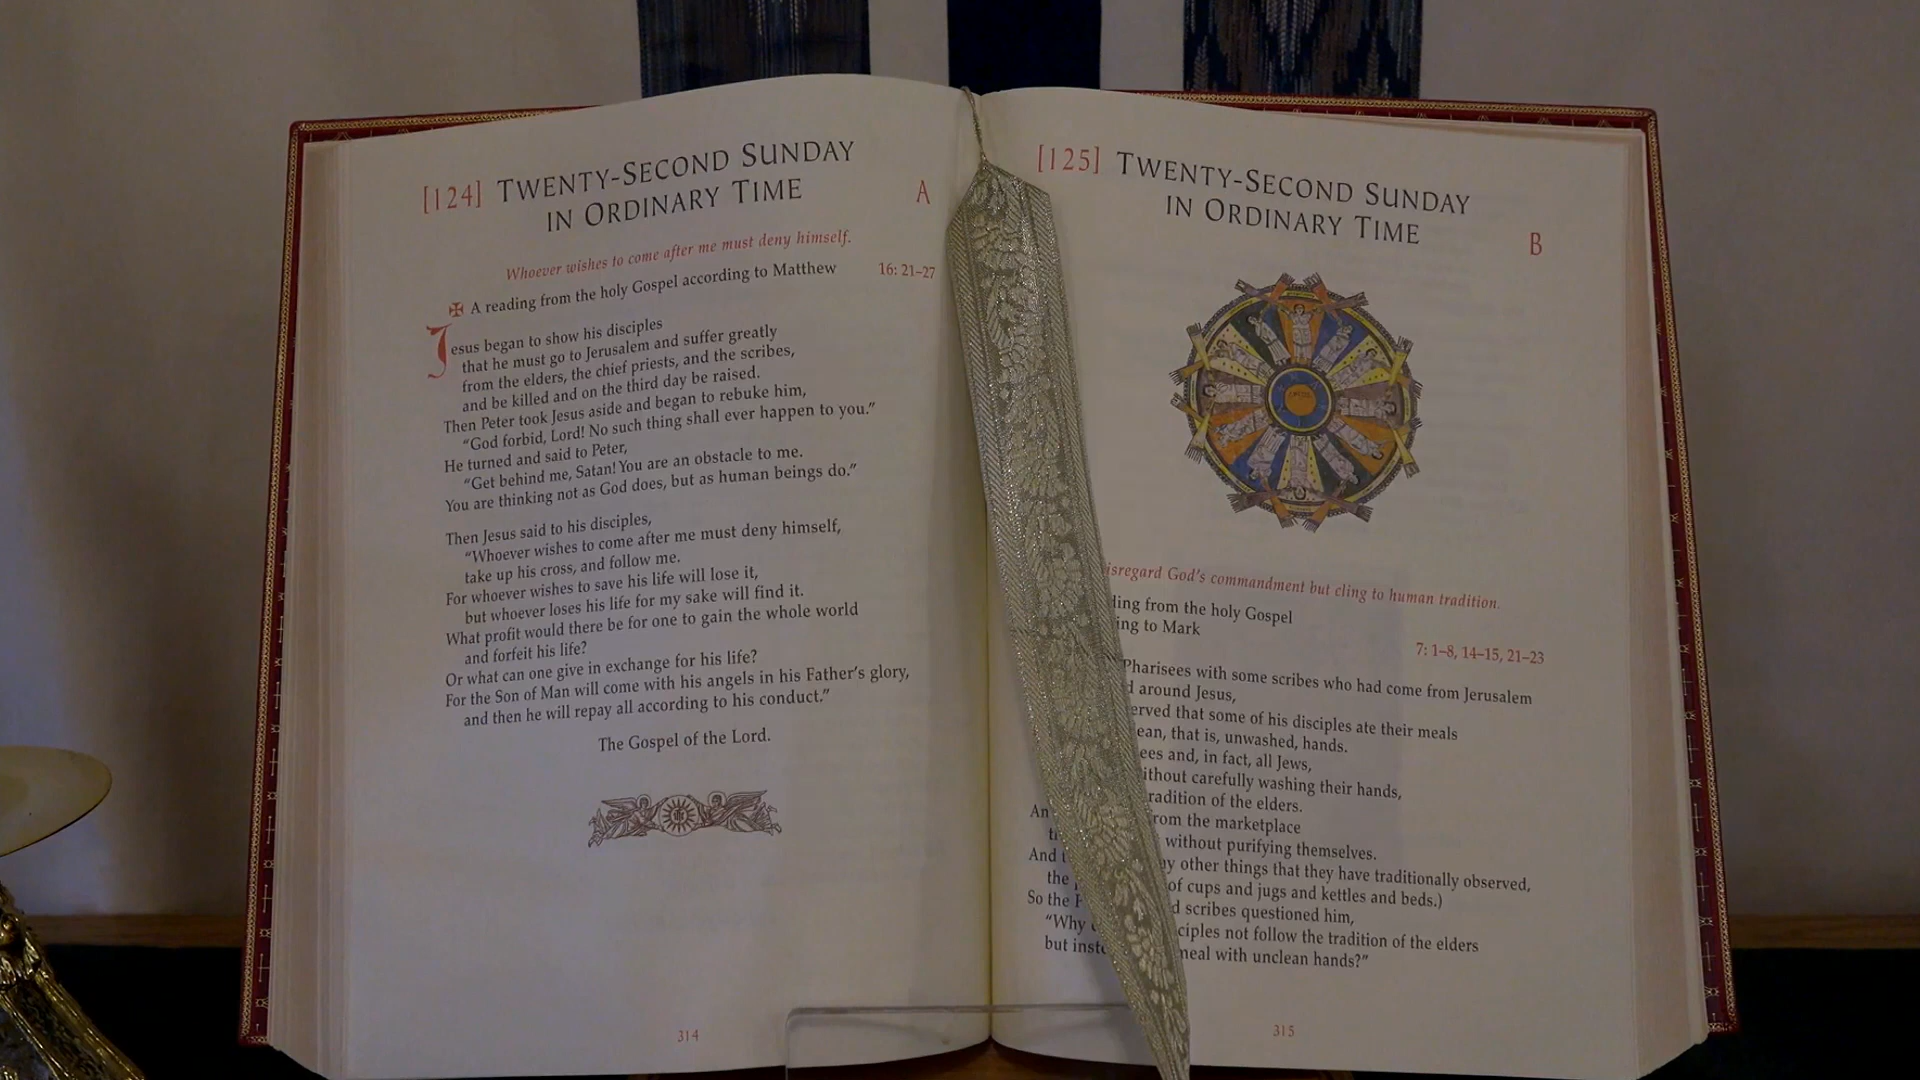 [124] TWENTY-SECOND SUNDAY
IN ORDINARY TIME
A
Whoever wishes to come after me must deny himself.
✠ A reading from the holy Gospel according to Matthew 16: 21–27
Jesus began to show his disciples
that he must go to Jerusalem and suffer greatly
from the elders, the chief priests, and the scribes,
and be killed and on the third day be raised.
Then Peter took Jesus aside and began to rebuke him,
“God forbid, Lord! No such thing shall ever happen to you.”
He turned and said to Peter,
“Get behind me, Satan! You are an obstacle to me.
You are thinking not as God does, but as human beings do.”
Then Jesus said to his disciples,
“Whoever wishes to come after me must deny himself,
take up his cross, and follow me.
For whoever wishes to save his life will lose it,
but whoever loses his life for my sake will find it.
What profit would there be for one to gain the whole world
and forfeit his life?
Or what can one give in exchange for his life?
For the Son of Man will come with his angels in his Father’s glory,
and then he will repay all according to his conduct.”
The Gospel of the Lord.
314
[125] TWENTY-SECOND SUNDAY
IN ORDINARY TIME
B
God’s commandment but cling to human tradition.
from the holy Gospel
to Mark
7: 1–8, 14–15, 21–23
Pharisees with some scribes who had come from Jerusalem
around Jesus,
that some of his disciples ate their meals
that is, unwashed, hands.
and, in fact, all Jews,
carefully washing their hands,
of the elders.
from the marketplace
without purifying themselves.
And other things that they have traditionally observed,
the of cups and jugs and kettles and beds.)
So the scribes questioned him,
“Why not follow the tradition of the elders
but meal with unclean hands?”
315